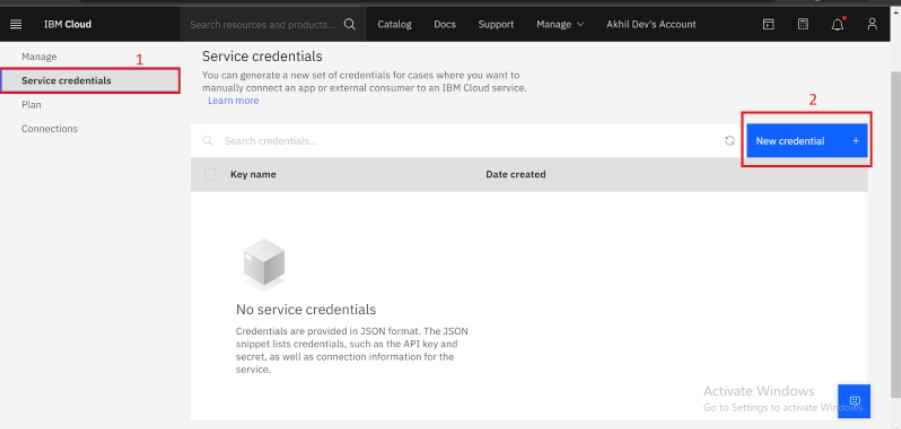 IBM Cloud
Search resources and products...
Catalog
Docs
Support
Manage
Akhil Dev's Account
Manage
1
Service credentials
Plan
Connections
Service credentials
You can generate a new set of credentials for cases where you want to
manually connect an app or external consumer to an IBM Cloud service.
Learn more
2
Search credentials...
New credential +
Key name
Date created
No service credentials
Credentials are provided in JSON format. The JSON
snippet lists credentials, such as the API key and
secret, as well as connection information for the
service.
Activate Windows
Go to Settings to activate Windows.